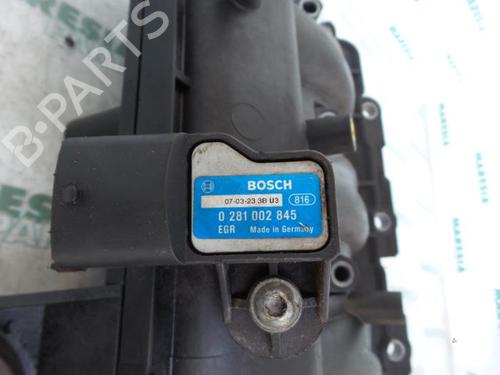 B-PARTS
BOSCH
07-03-23 3B U3 816
0 281 002 845
EGR Made in Germany